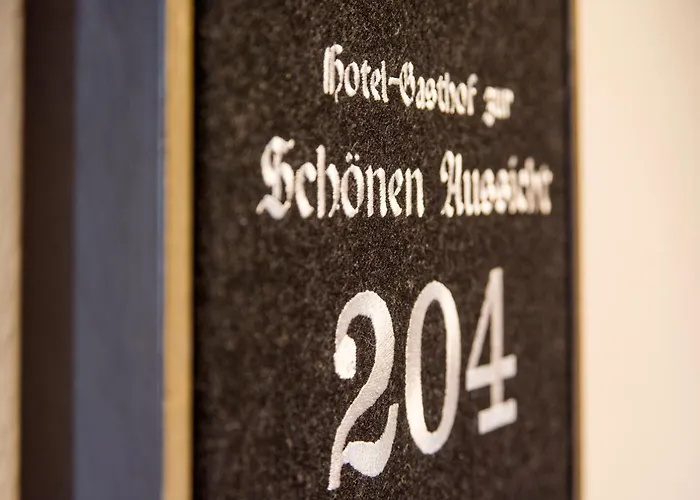 Hotel-Gasthof zur
Schönen Aussicht
204